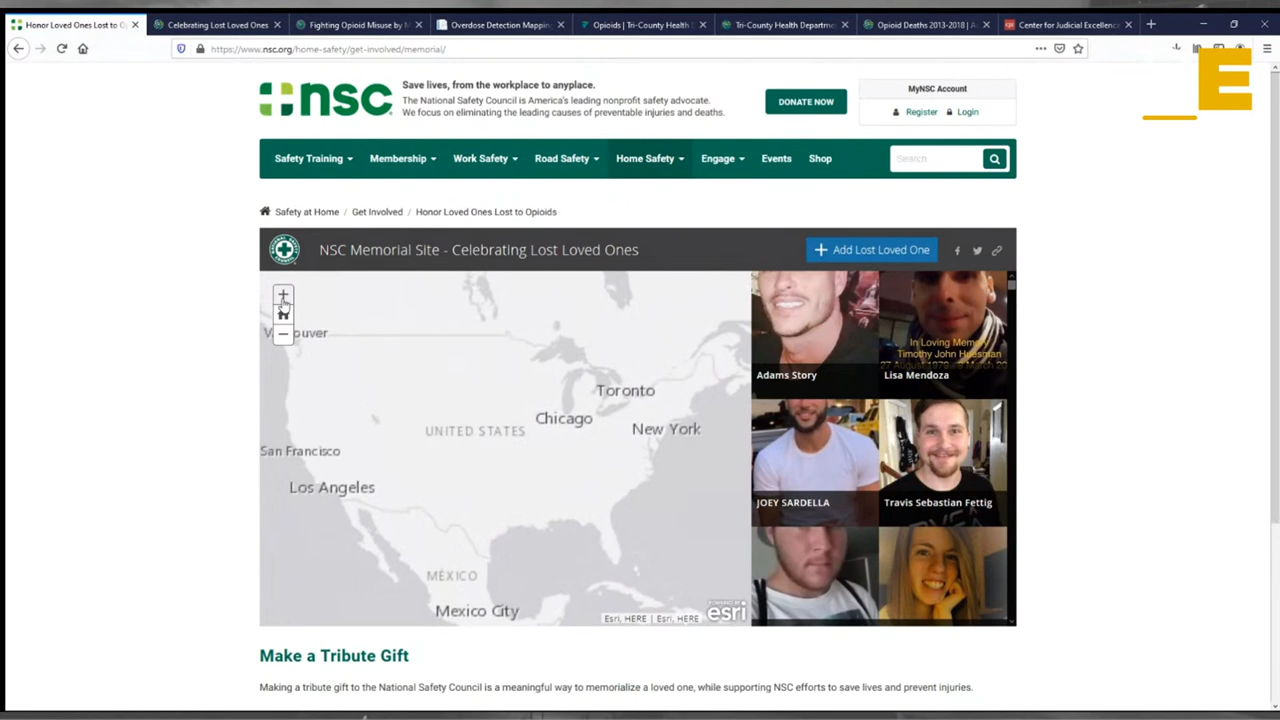 Honor Loved Ones Lost to O
Celebrating Lost Loved Ones
Fighting Opioid Misuse by M
Overdose Detection Mapping
Opioids | Tri-County Health
Tri-County Health Departme
Opioid Deaths 2013-2018 | A
Center for Judicial Excellence
https://www.nsc.org/home-safety/get-involved/memorial/
E
nsc
Save lives, from the workplace to anyplace.
The National Safety Council is America's leading nonprofit safety advocate.
We focus on eliminating the leading causes of preventable injuries and deaths.
DONATE NOW
MyNSC Account
Register
Login
Safety Training
Membership
Work Safety
Road Safety
Home Safety
Engage
Events
Shop
Search
Safety at Home / Get Involved / Honor Loved Ones Lost to Opioids
NSC Memorial Site - Celebrating Lost Loved Ones
+ Add Lost Loved One
Toronto
Chicago
New York
UNITED STATES
San Francisco
Los Angeles
MÉXICO
Mexico City
Esri, HERE | Esri, HERE
POWERED BY
esri
In Loving Memory
Timothy John Huesman
Adams Story
Lisa Mendoza
JOEY SARDELLA
Travis Sebastian Fettig
Make a Tribute Gift
Making a tribute gift to the National Safety Council is a meaningful way to memorialize a loved one, while supporting NSC efforts to save lives and prevent injuries.